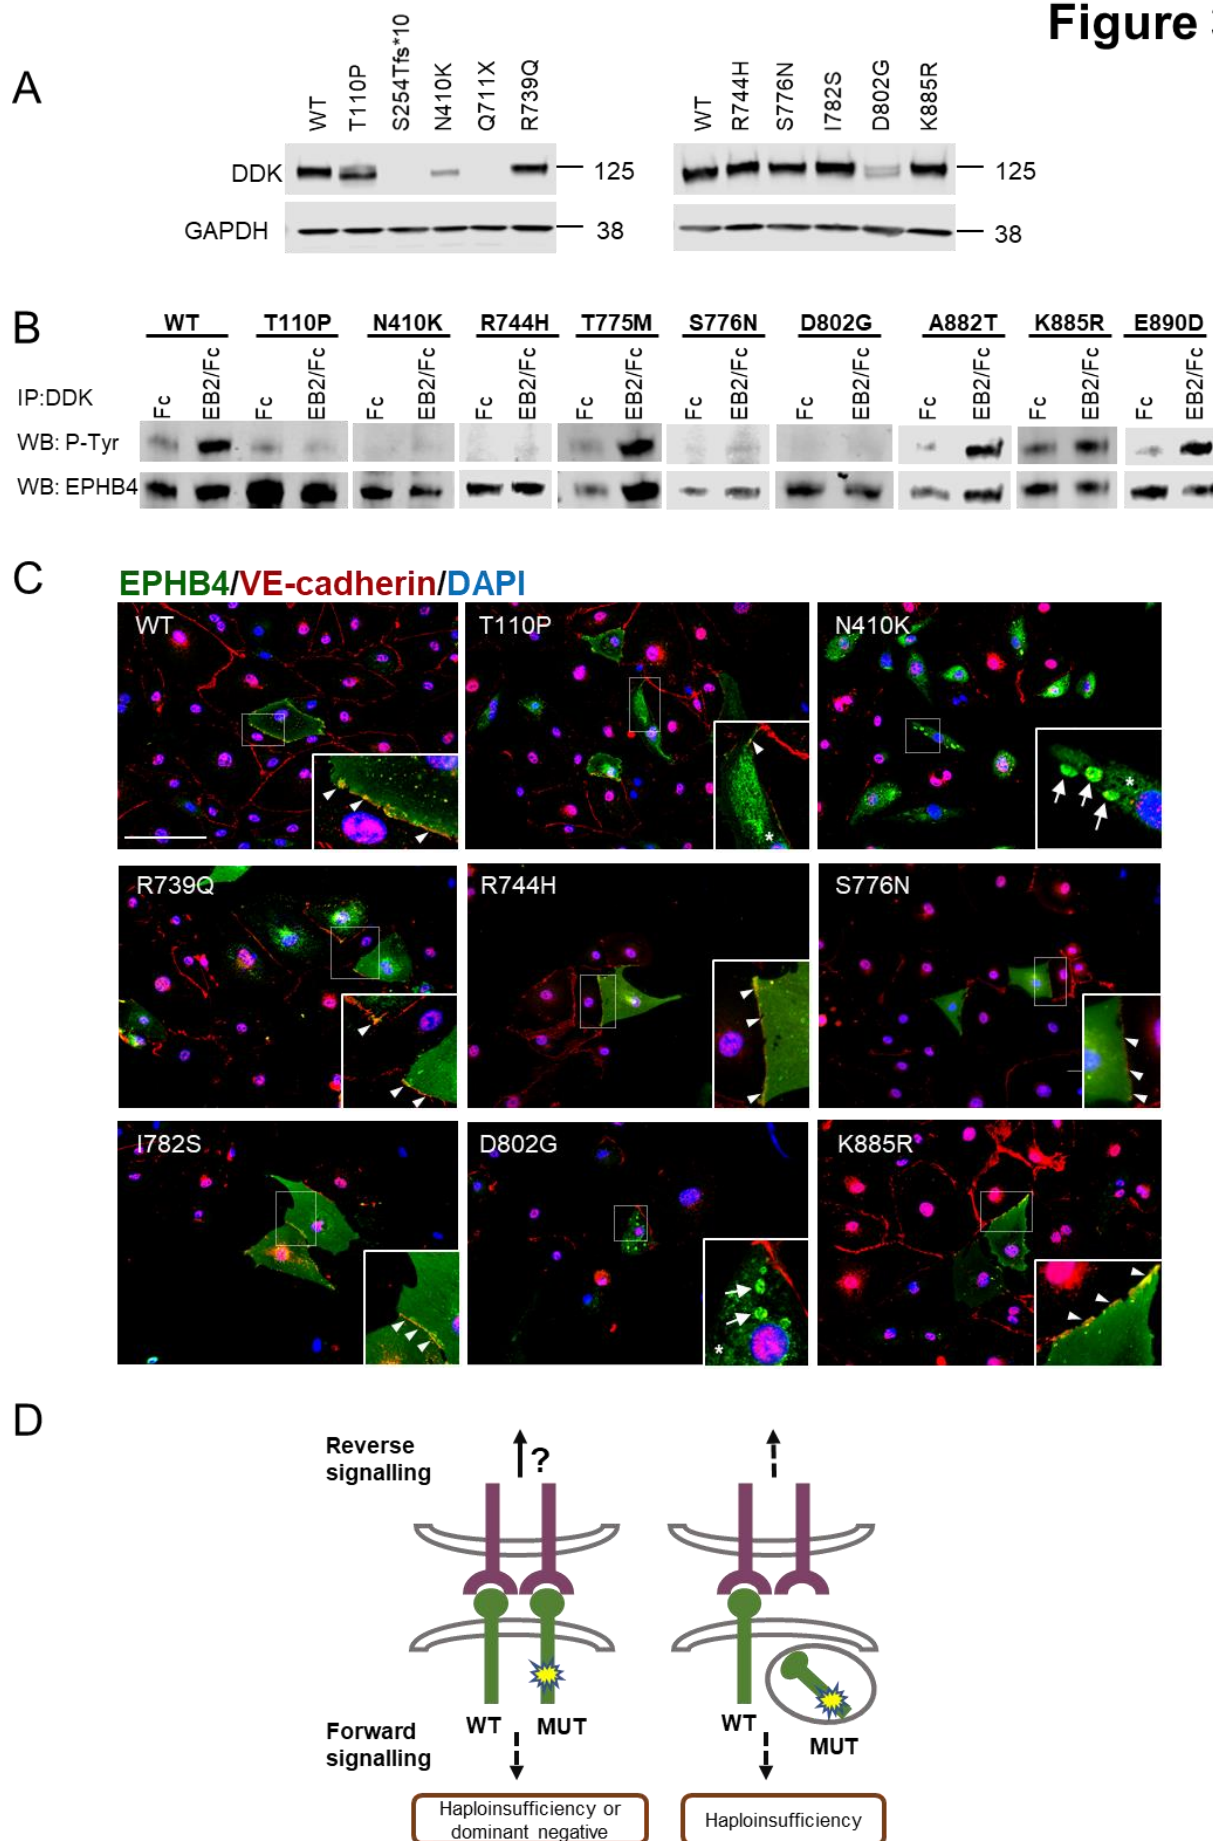 Figure
A
WT
T110P
S254Tfs*10
N410K
Q711X
R739Q
WT
R744H
S776N
I782S
D802G
K885R
DDK
125
125
GAPDH
38
38
B
WT T110P N410K R744H T775M S776N D802G A882T K885R E890D
IP:DDK
Fc EB2/Fc Fc EB2/Fc Fc EB2/Fc Fc EB2/Fc Fc EB2/Fc Fc EB2/Fc Fc EB2/Fc Fc EB2/Fc Fc EB2/Fc Fc EB2/Fc
WB: P-Tyr
WB: EPHB4
C
EPHB4/VE-cadherin/DAPI
WT
T110P
N410K
*
*
R739Q
R744H
S776N
I782S
D802G
K885R
*
D
Reverse
signalling
?
WT MUT
WT
MUT
Forward
signalling
Haploinsufficiency or
dominant negative
Haploinsufficiency